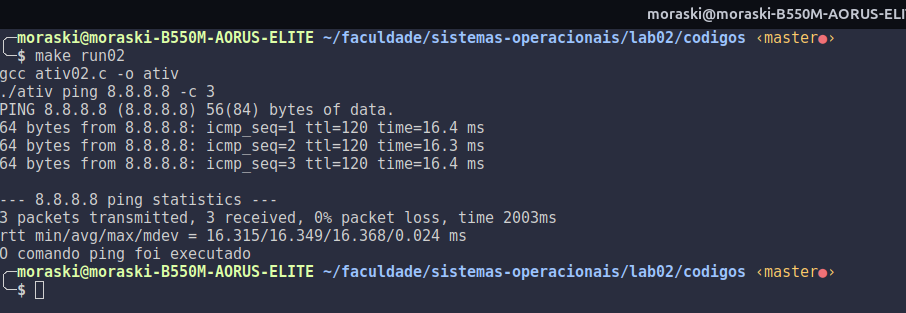 moraski@moraski-B550M-AORUS-ELI
moraski@moraski-B550M-AORUS-ELITE ~/faculdade/sistemas-operacionais/lab02/codigos ‹master●›
$ make run02
gcc ativ02.c -o ativ
./ativ ping 8.8.8.8 -c 3
PING 8.8.8.8 (8.8.8.8) 56(84) bytes of data.
64 bytes from 8.8.8.8: icmp_seq=1 ttl=120 time=16.4 ms
64 bytes from 8.8.8.8: icmp_seq=2 ttl=120 time=16.3 ms
64 bytes from 8.8.8.8: icmp_seq=3 ttl=120 time=16.4 ms
--- 8.8.8.8 ping statistics ---
3 packets transmitted, 3 received, 0% packet loss, time 2003ms
rtt min/avg/max/mdev = 16.315/16.349/16.368/0.024 ms
O comando ping foi executado
moraski@moraski-B550M-AORUS-ELITE ~/faculdade/sistemas-operacionais/lab02/codigos ‹master●›
$